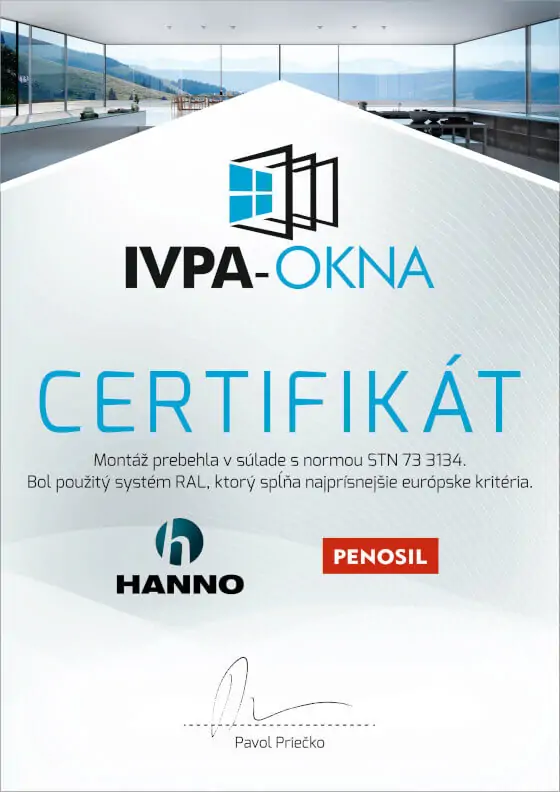 IVPA-OKNA
CERTIFIKÁT
Montáž prebehla v súlade s normou STN 73 3134.
Bol použitý systém RAL, ktorý spĺňa najprísnejšie európske kritéria.
h
HANNO
PENOSIL
Pavol Priečko